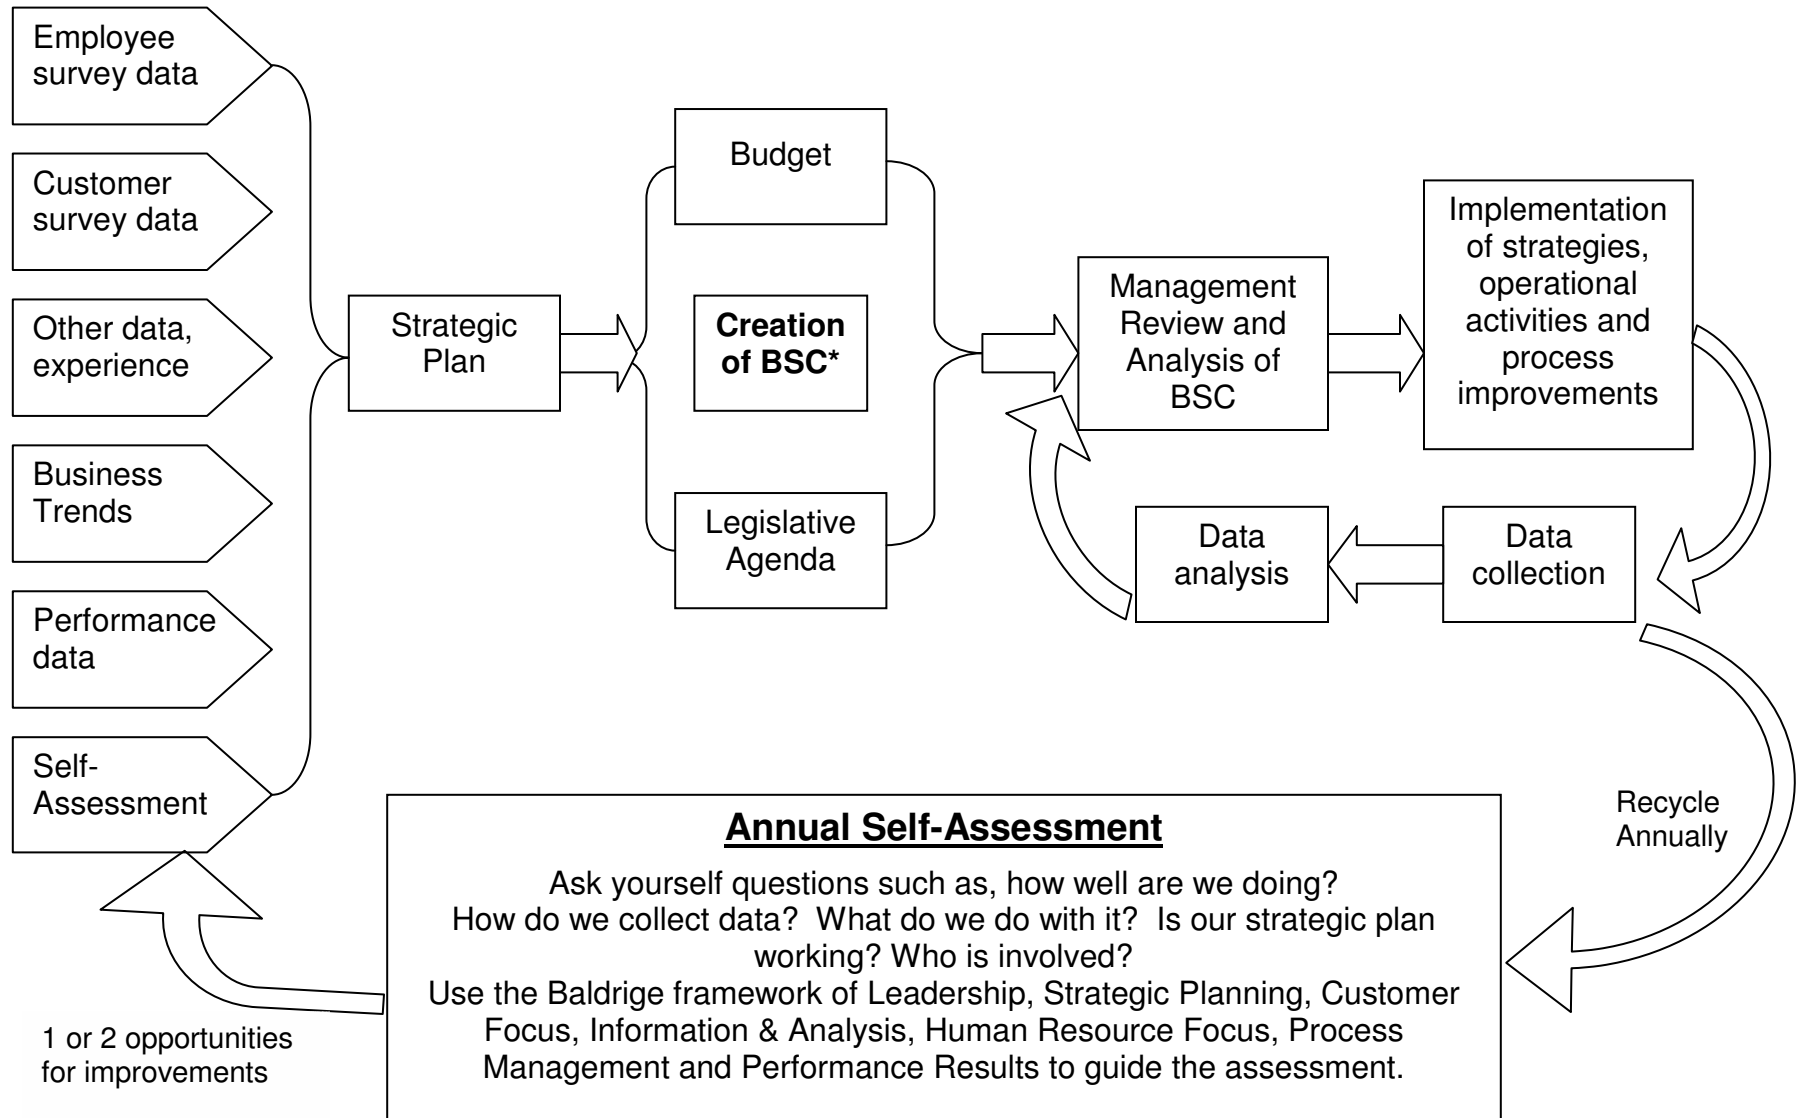 Employee
survey data
Customer
survey data
Other data,
experience
Business
Trends
Performance
data
Self-
Assessment
Strategic
Plan
Budget
Creation
of BSC*
Legislative
Agenda
Management
Review and
Analysis of
BSC
Implementation
of strategies,
operational
activities and
process
improvements
Data
analysis
Data
collection
Recycle
Annually
Annual Self-Assessment
Ask yourself questions such as, how well are we doing?
How do we collect data?  What do we do with it?  Is our strategic plan
working? Who is involved?
Use the Baldrige framework of Leadership, Strategic Planning, Customer
Focus, Information & Analysis, Human Resource Focus, Process
Management and Performance Results to guide the assessment.
1 or 2 opportunities
for improvements